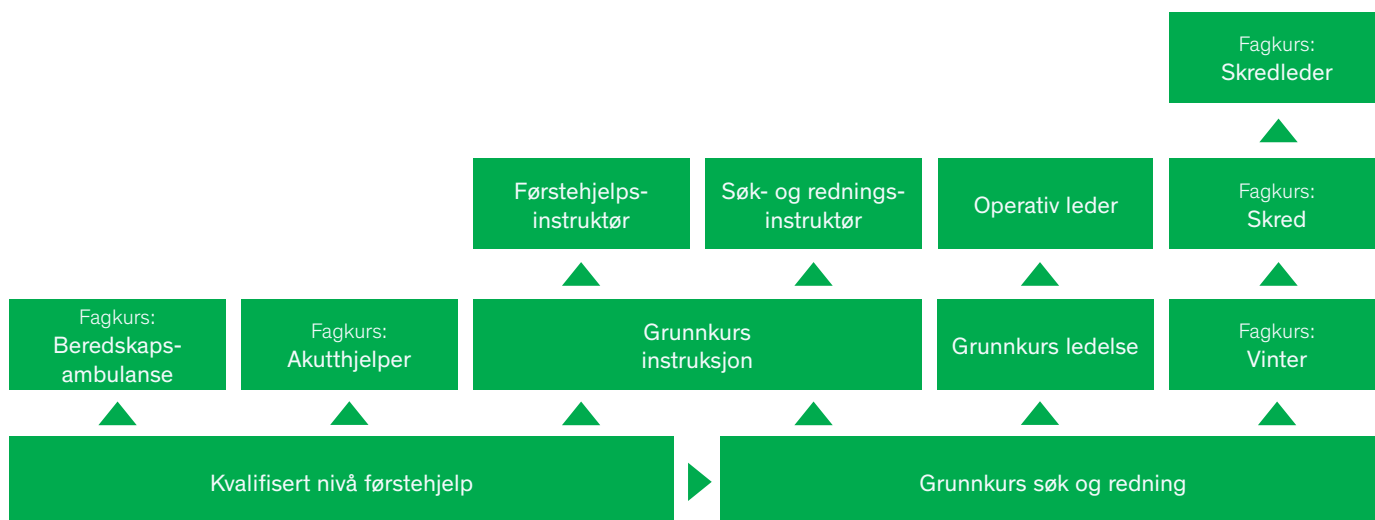 Fagkurs:
Skredleder
Førstehjelps-
instruktør
Søk- og rednings-
instruktør
Operativ leder
Fagkurs:
Skred
Fagkurs:
Beredskaps-
ambulanse
Fagkurs:
Akutthjelper
Grunnkurs
instruksjon
Grunnkurs ledelse
Fagkurs:
Vinter
Kvalifisert nivå førstehjelp
Grunnkurs søk og redning